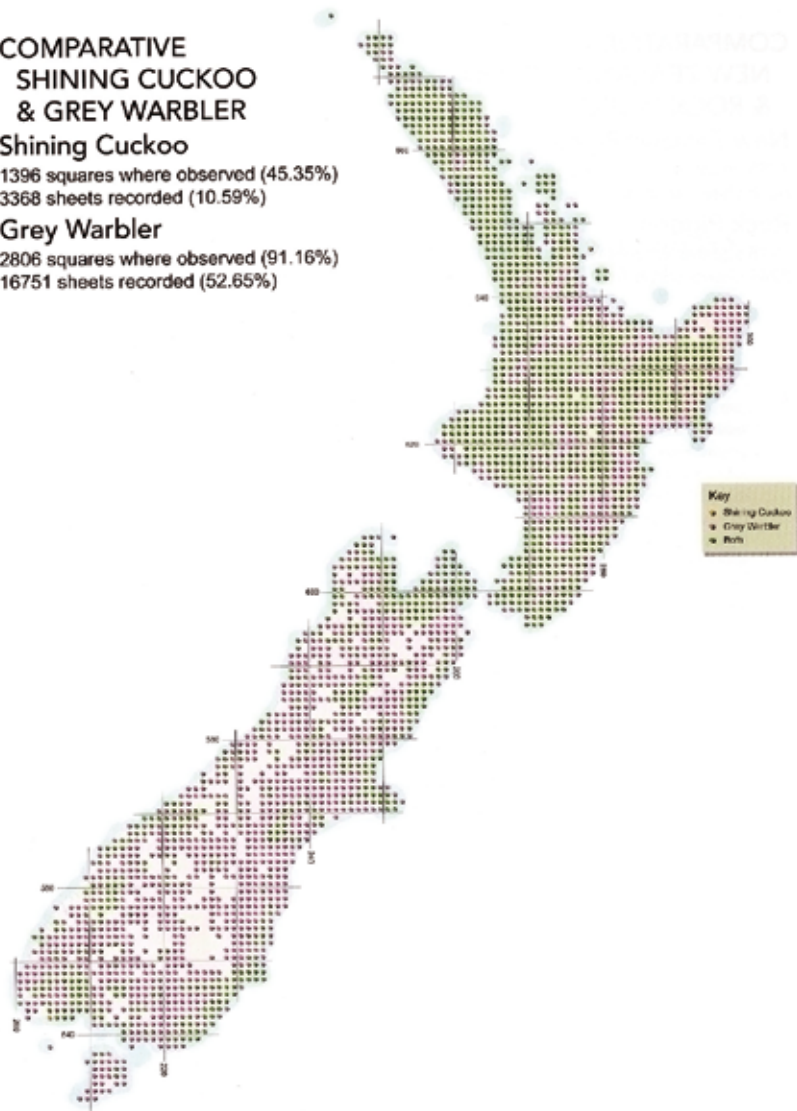 COMPARATIVE
SHINING CUCKOO
& GREY WARBLER
Shining Cuckoo
1396 squares where observed (45.35%)
3368 sheets recorded (10.59%)
Grey Warbler
2806 squares where observed (91.16%)
16751 sheets recorded (52.65%)
Key
Shining Cuckoo
Grey Warbler
Both